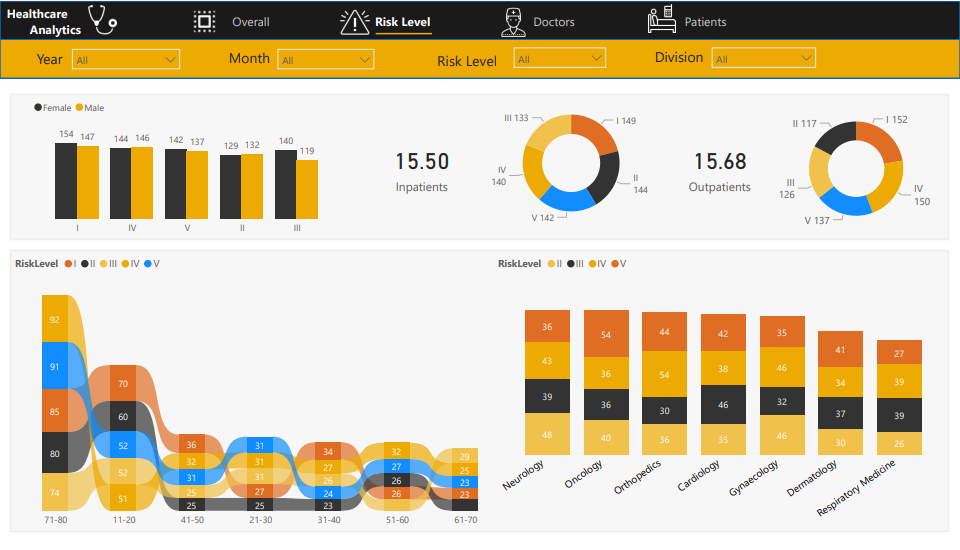 Healthcare
Analytics
Overall
Risk Level
Doctors
Patients
Year
All
Month
All
Risk Level
All
Division
All
Female
Male
154
147
144
146
142
137
129
132
140
119
I
IV
V
II
III
15.50
Inpatients
III 133
I 149
IV
140
II
144
V 142
15.68
Outpatients
II 117
I 152
III
126
IV
150
V 137
RiskLevel I II III IV V
92
91
85
80
74
70
60
52
52
51
36
32
31
25
25
31
31
31
27
25
34
27
26
24
23
32
27
26
26
29
25
23
23
71-80
11-20
41-50
21-30
31-40
51-60
61-70
RiskLevel II III IV V
36
43
39
48
54
36
36
40
44
54
30
36
42
38
46
35
35
46
32
46
41
34
37
30
27
39
39
26
Neurology
Oncology
Orthopedics
Cardiology
Gynaecology
Dermatology
Respiratory Medicine